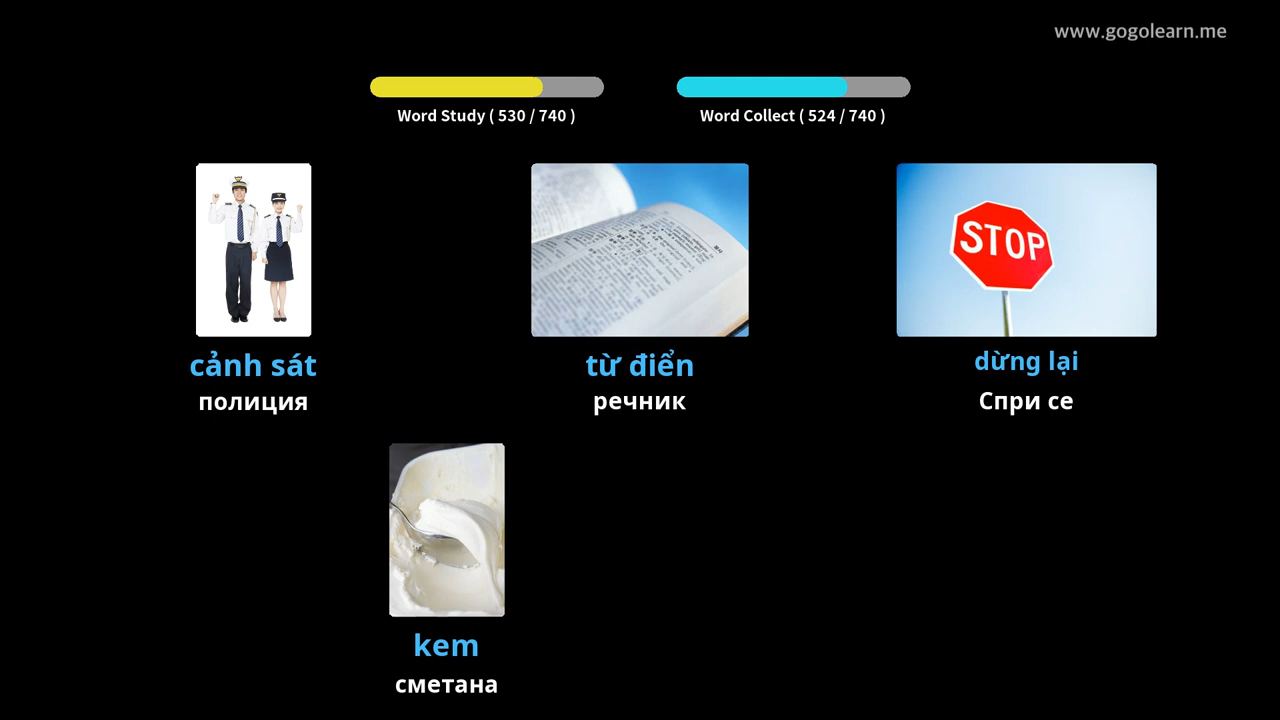 www.gogolearn.me
Word Study ( 530 / 740 )
Word Collect ( 524 / 740 )
STOP
cảnh sát
từ điển
dừng lại
полиция
речник
Спри се
kem
сметана